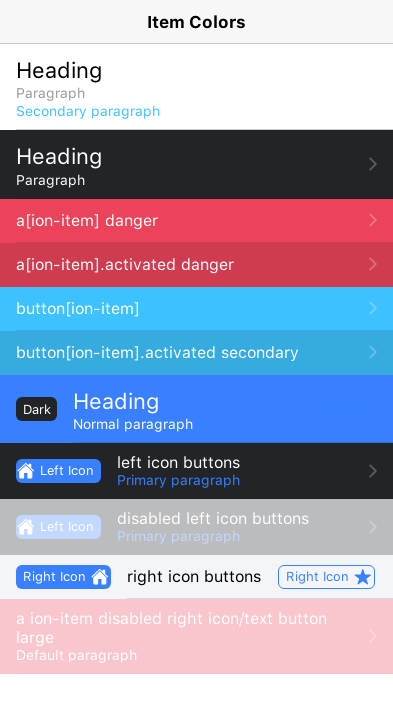 Item Colors
Heading
Paragraph
Secondary paragraph
Heading
Paragraph
a[ion-item] danger
a[ion-item].activated danger
button[ion-item]
button[ion-item].activated secondary
Dark
Heading
Normal paragraph
Left Icon
left icon buttons
Primary paragraph
Left Icon
disabled left icon buttons
Primary paragraph
Right Icon
right icon buttons
Right Icon
a ion-item disabled right icon/text button
large
Default paragraph